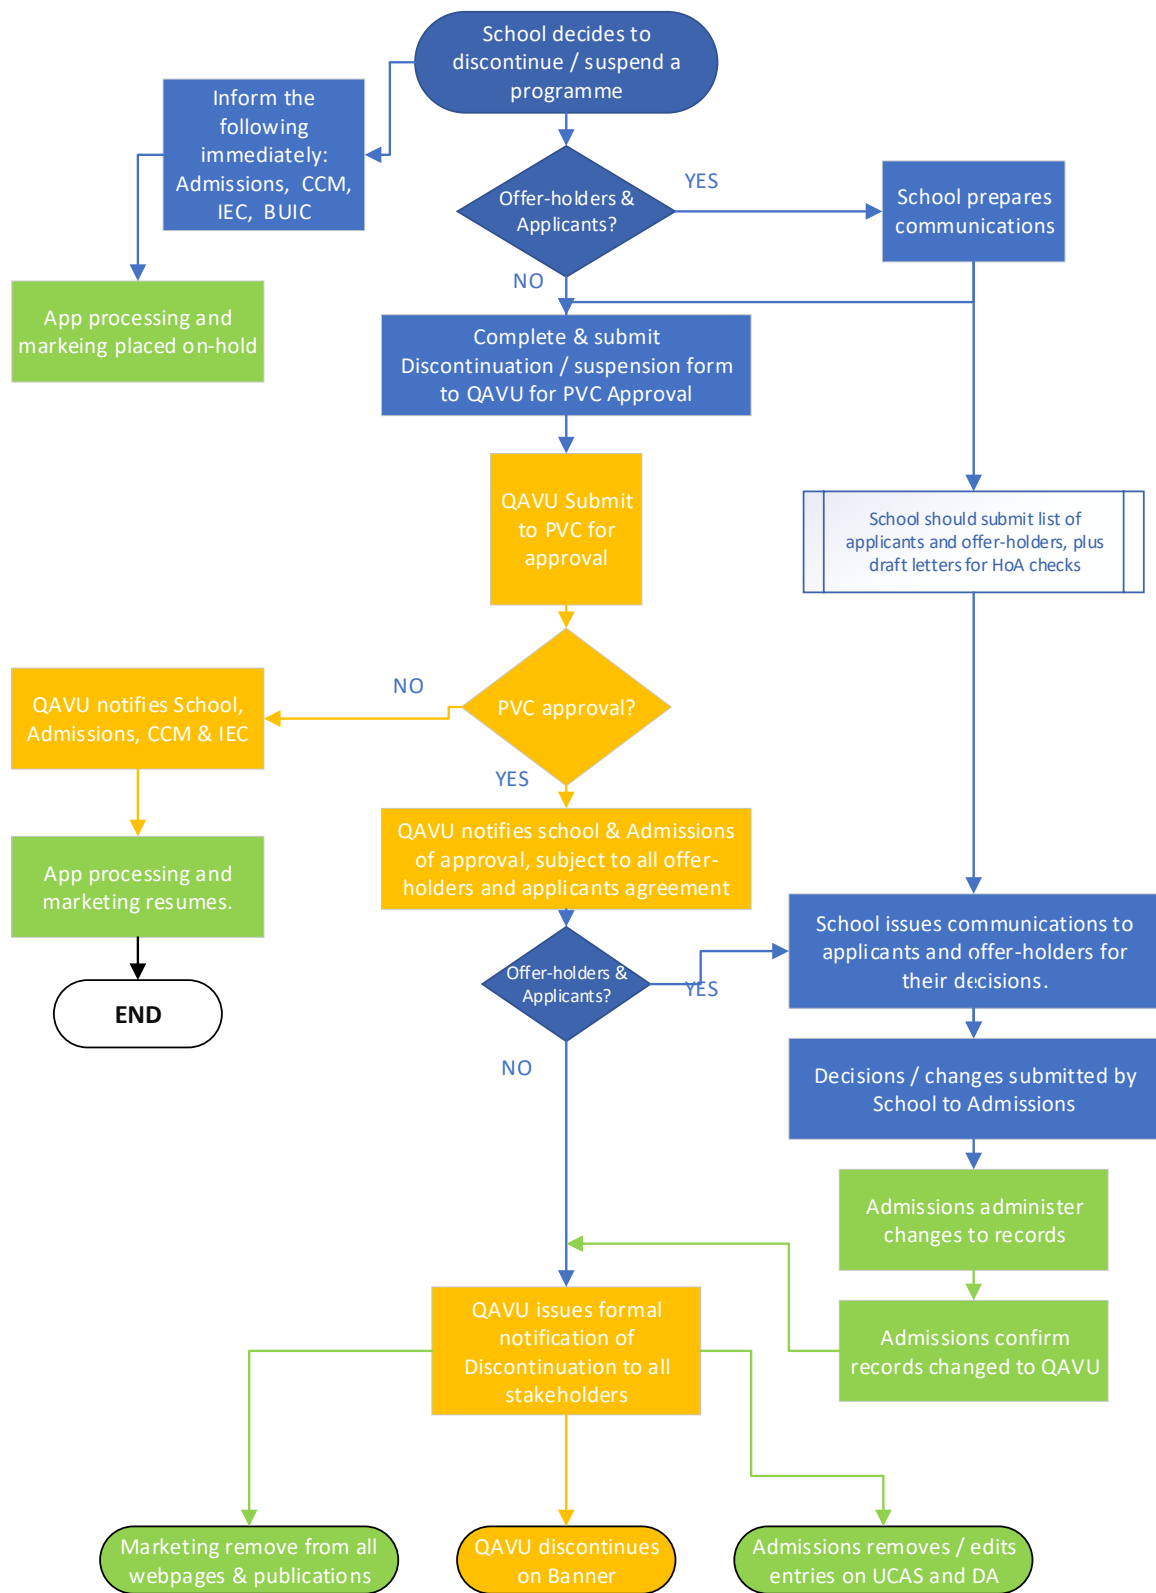 School decides to
discontinue / suspend a
programme
Inform the
following
immediately:
Admissions, CCM,
IEC, BUIC
Offer-holders &
Applicants?
YES
School prepares
communications
NO
App processing and
markeing placed on-hold
Complete & submit
Discontinuation / suspension form
to QAVU for PVC Approval
QAVU Submit
to PVC for
approval
School should submit list of
applicants and offer-holders, plus
draft letters for HoA checks
NO
PVC approval?
QAVU notifies School,
Admissions, CCM & IEC
YES
QAVU notifies school & Admissions
of approval, subject to all offer-
holders and applicants agreement
App processing and
marketing resumes.
School issues communications to
applicants and offer-holders for
their decisions.
Offer-holders &
Applicants?
YES
END
NO
Decisions / changes submitted by
School to Admissions
Admissions administer
changes to records
QAVU issues formal
notification of
Discontinuation to all
stakeholders
Admissions confirm
records changed to QAVU
Marketing remove from all
webpages & publications
QAVU discontinues
on Banner
Admissions removes / edits
entries on UCAS and DA